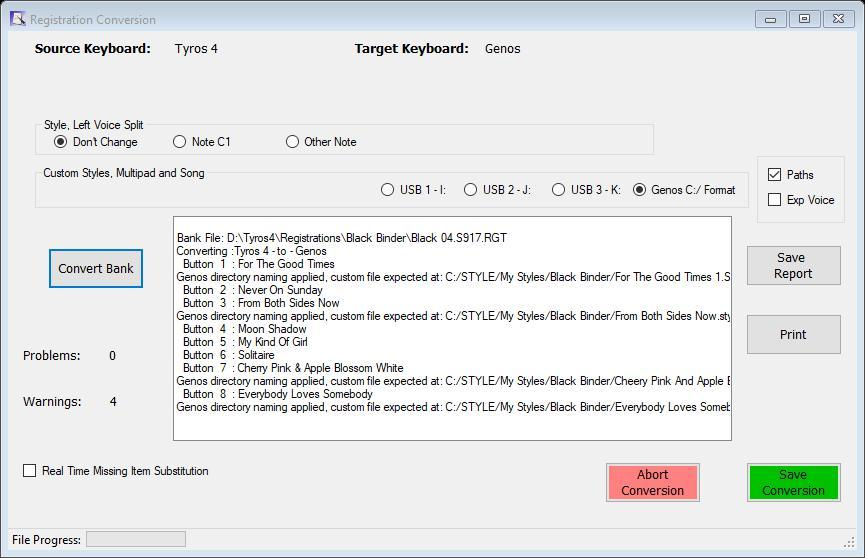 Registration Conversion
Source Keyboard: Tyros 4 Target Keyboard: Genos
Style, Left Voice Split
Don't Change Note C1 Other Note
Custom Styles, Multipad and Song
USB 1 - I: USB 2 - J: USB 3 - K: Genos C:/ Format
Paths
Exp Voice
Convert Bank
Bank File: D:\Tyros4\Registrations\Black Binder\Black 04.S917.RGT
Converting :Tyros 4 - to - Genos
Button 1 : For The Good Times
Genos directory naming applied, custom file expected at: C:/STYLE/My Styles/Black Binder/For The Good Times 1.S
Button 2 : Never On Sunday
Button 3 : From Both Sides Now
Genos directory naming applied, custom file expected at: C:/STYLE/My Styles/Black Binder/From Both Sides Now.sty
Button 4 : Moon Shadow
Button 5 : My Kind Of Girl
Button 6 : Solitaire
Button 7 : Cherry Pink & Apple Blossom White
Genos directory naming applied, custom file expected at: C:/STYLE/My Styles/Black Binder/Cheery Pink And Apple B
Button 8 : Everybody Loves Somebody
Genos directory naming applied, custom file expected at: C:/STYLE/My Styles/Black Binder/Everybody Loves Someb
Save
Report
Print
Problems: 0
Warnings: 4
Real Time Missing Item Substitution
Abort
Conversion
Save
Conversion
File Progress: